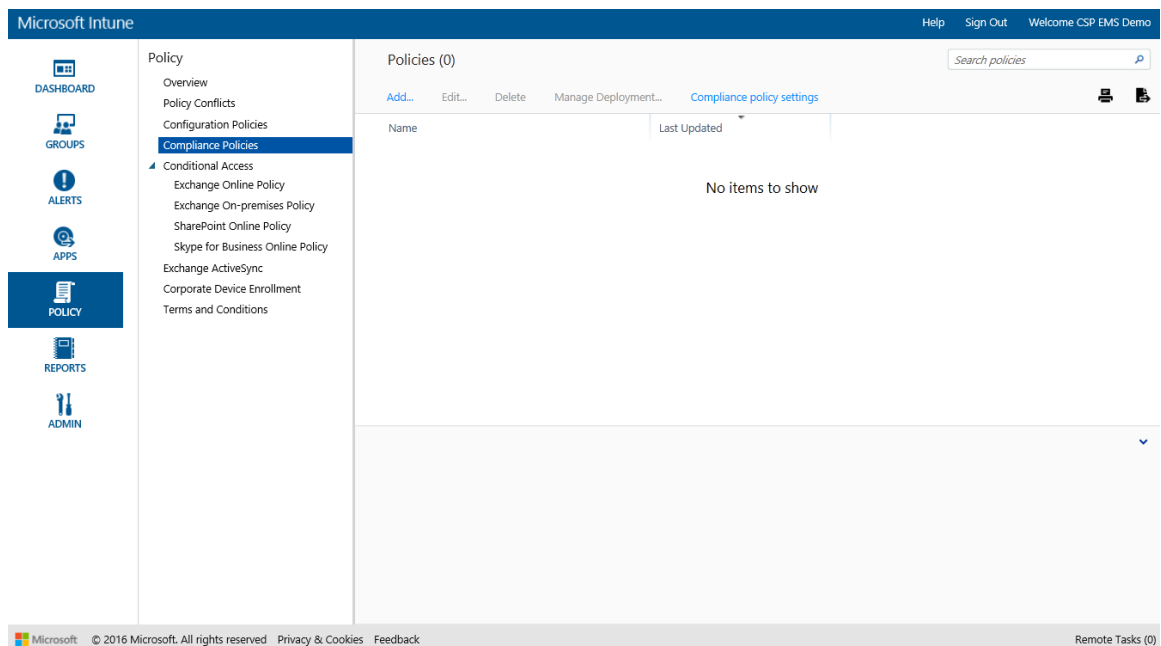 Microsoft Intune
Help Sign Out Welcome CSP EMS Demo
DASHBOARD
GROUPS
ALERTS
APPS
POLICY
REPORTS
ADMIN
Policy
Overview
Policy Conflicts
Configuration Policies
Compliance Policies
Conditional Access
Exchange Online Policy
Exchange On-premises Policy
SharePoint Online Policy
Skype for Business Online Policy
Exchange ActiveSync
Corporate Device Enrollment
Terms and Conditions
Policies (0)
Search policies
Add... Edit... Delete Manage Deployment... Compliance policy settings
Name Last Updated
No items to show
Microsoft © 2016 Microsoft. All rights reserved Privacy & Cookies Feedback
Remote Tasks (0)